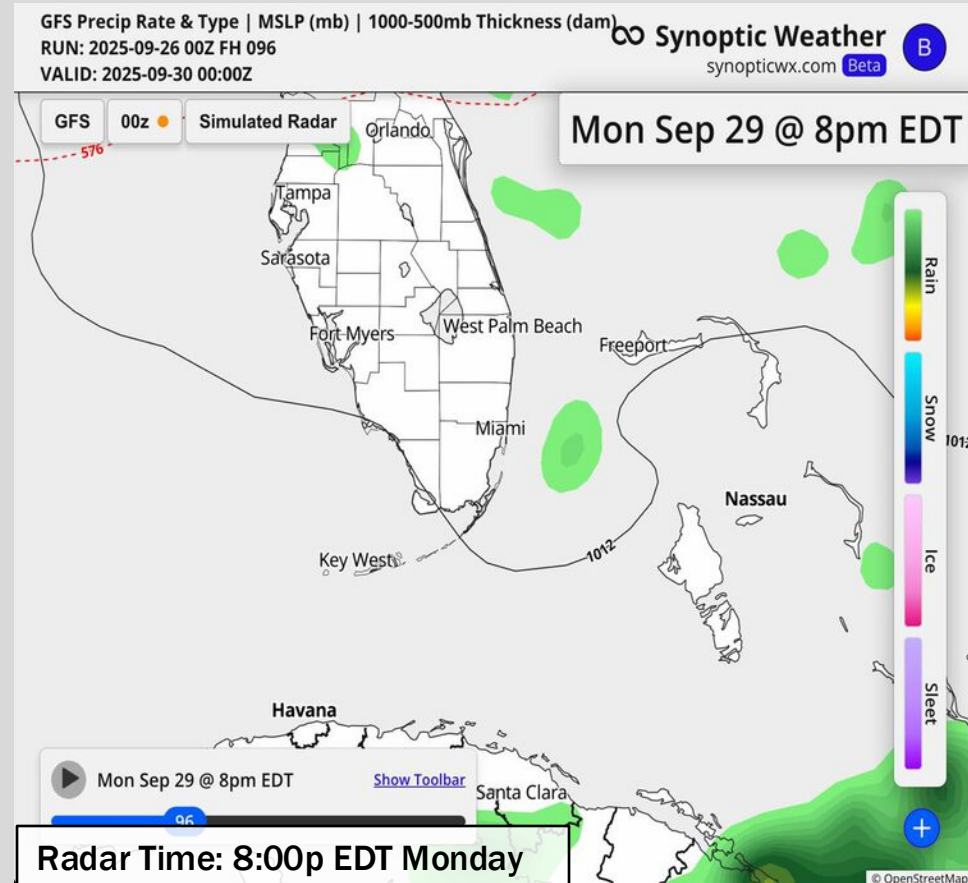 GFS Precip Rate & Type | MSLP (mb) | 1000-500mb Thickness (dam)
RUN: 2025-09-26 00Z FH 096
VALID: 2025-09-30 00:00Z
Synoptic Weather
synopticwx.com Beta
B
GFS
00z
Simulated Radar
Mon Sep 29 @ 8pm EDT
576
Orlando
Tampa
Sarasota
Fort Myers
West Palm Beach
Freeport
Miami
Nassau
Key West
1012
1012
Havana
Santa Clara
Rain
Snow
Ice
Sleet
Mon Sep 29 @ 8pm EDT
Show Toolbar
96
+
Radar Time: 8:00p EDT Monday
© OpenStreetMap